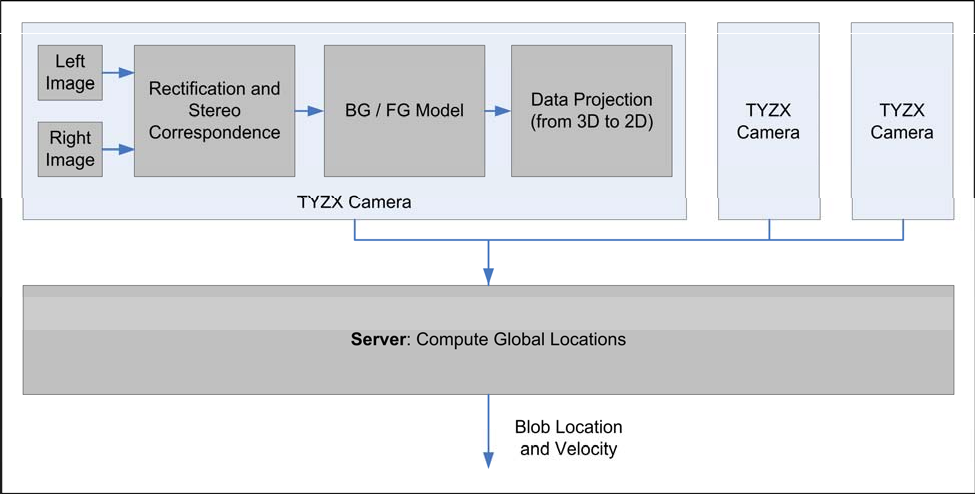 Left
Image
Right
Image
Rectification and
Stereo
Correspondence
BG / FG Model
Data Projection
(from 3D to 2D)
TYZX Camera
TYZX
Camera
TYZX
Camera
Server: Compute Global Locations
Blob Location
and Velocity